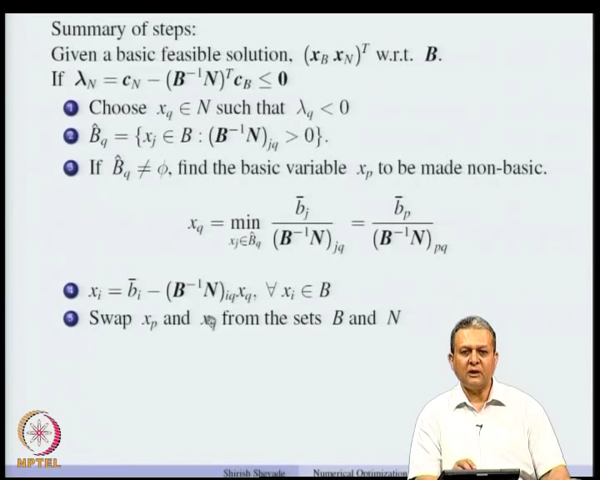 Summary of steps:
Given a basic feasible solution, (x_B x_N)^T w.r.t. B.
If λ_N = c_N − (B^{−1}N)^T c_B ≤ 0
1 Choose x_q ∈ N such that λ_q < 0
2 B̂_q = {x_j ∈ B : (B^{−1}N)_{jq} > 0}.
3 If B̂_q ≠ ϕ, find the basic variable x_p to be made non-basic.
x_q = min_{x_j∈B̂_q} b̄_j / (B^{−1}N)_{jq} = b̄_p / (B^{−1}N)_{pq}
4 x_i = b̄_i − (B^{−1}N)_{iq} x_q, ∀ x_i ∈ B
5 Swap x_p and x_q from the sets B and N
NPTEL
Shirish Shevade Numerical Optimization